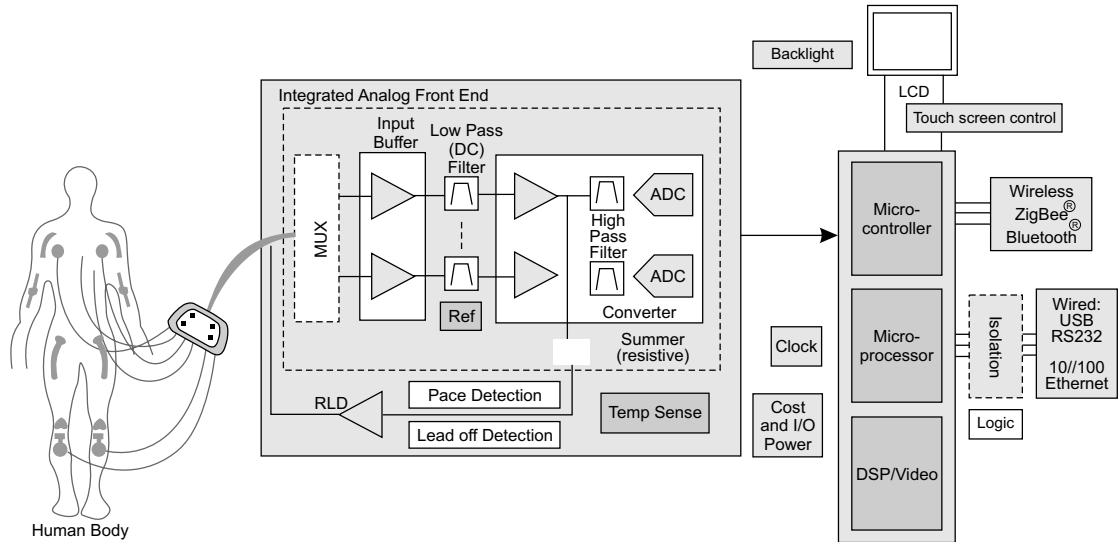 Backlight
LCD
Touch screen control
Integrated Analog Front End
Input
Buffer
Low Pass
(DC)
Filter
MUX
ADC
High
Pass
Filter
ADC
Ref
Converter
Summer
(resistive)
RLD
Pace Detection
Lead off Detection
Temp Sense
Human Body
Clock
Cost
and I/O
Power
Micro-
controller
Micro-
processor
DSP/Video
Wireless
ZigBee®
Bluetooth®
Isolation
Logic
Wired:
USB
RS232
10//100
Ethernet